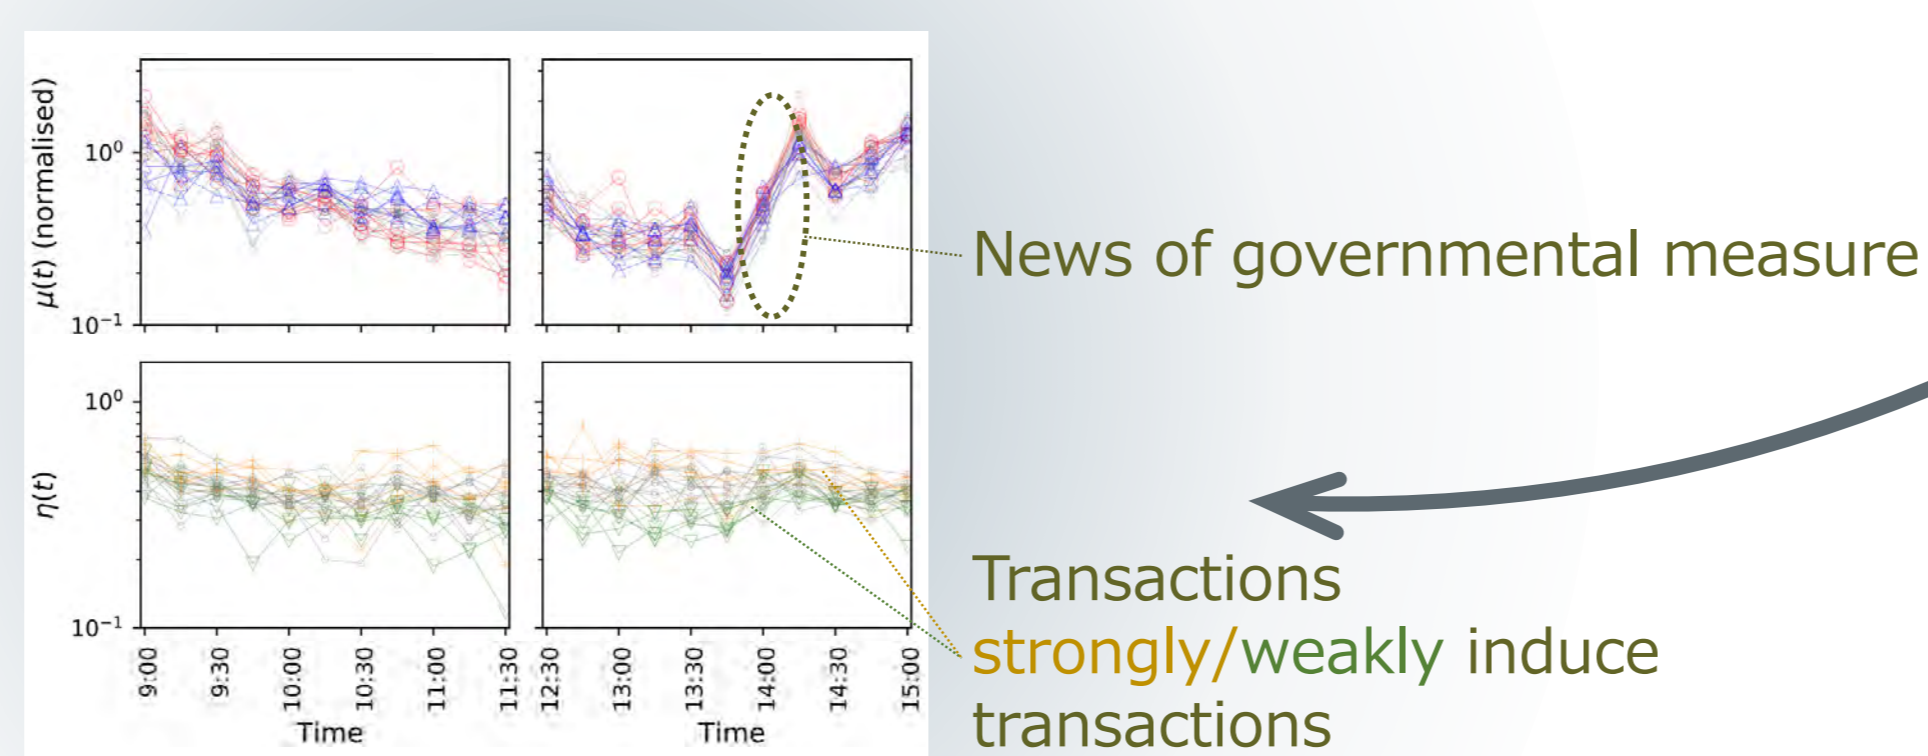 μ(t) (normalised)
10⁰
10⁻¹
News of governmental measure
η(t)
10⁰
10⁻¹
9:00
9:30
10:00
10:30
11:00
11:30
12:30
13:00
13:30
14:00
14:30
15:00
Time
Time
Transactions
strongly/weakly induce
transactions